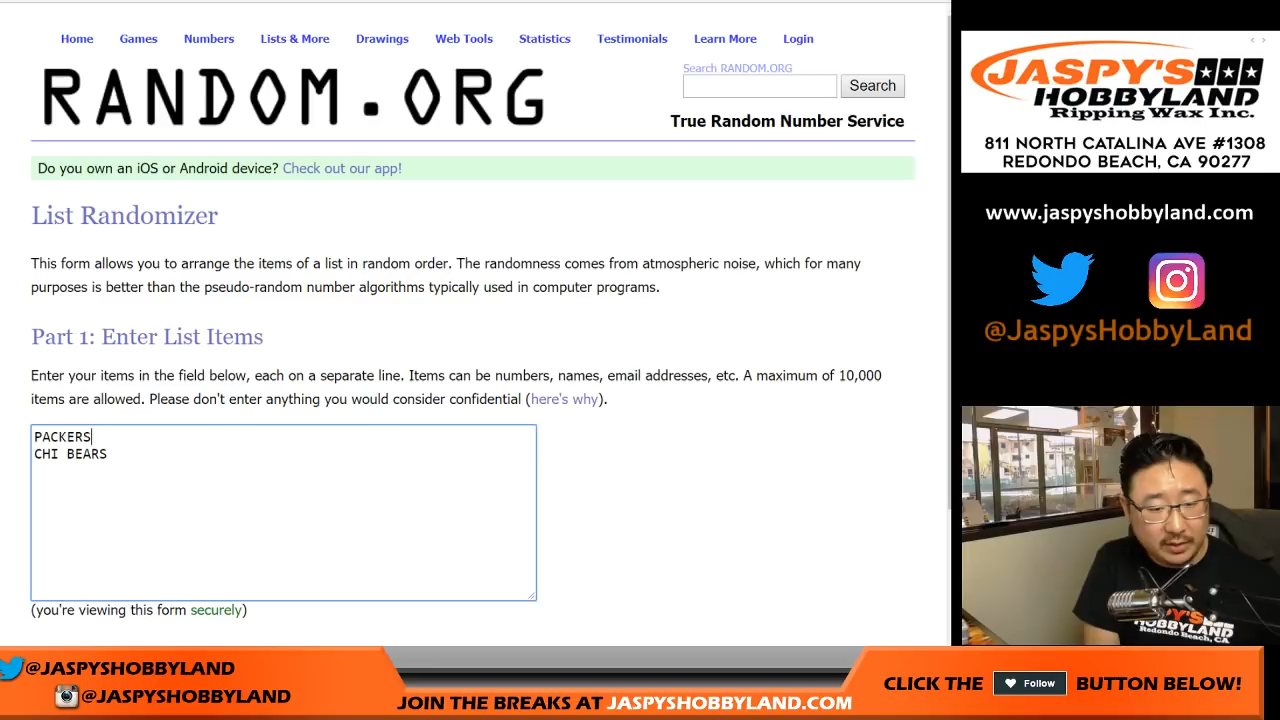 Home Games Numbers Lists & More Drawings Web Tools Statistics Testimonials Learn More Login
RANDOM.ORG
Search RANDOM.ORG
Search
True Random Number Service
Do you own an iOS or Android device? Check out our app!
List Randomizer
This form allows you to arrange the items of a list in random order. The randomness comes from atmospheric noise, which for many
purposes is better than the pseudo-random number algorithms typically used in computer programs.
Part 1: Enter List Items
Enter your items in the field below, each on a separate line. Items can be numbers, names, email addresses, etc. A maximum of 10,000
items are allowed. Please don't enter anything you would consider confidential (here's why).
PACKERS
CHI BEARS
(you're viewing this form securely)
JASPY'S
HOBBYLAND
Ripping Wax Inc.
811 NORTH CATALINA AVE #1308
REDONDO BEACH, CA 90277
www.jaspyshobbyland.com
@JaspysHobbyLand
PY'S
HOBBYLAND
Redondo Beach, CA
@JASPYSHOBBYLAND
@JASPYSHOBBYLAND
JOIN THE BREAKS AT JASPYSHOBBYLAND.COM
CLICK THE Follow BUTTON BELOW!